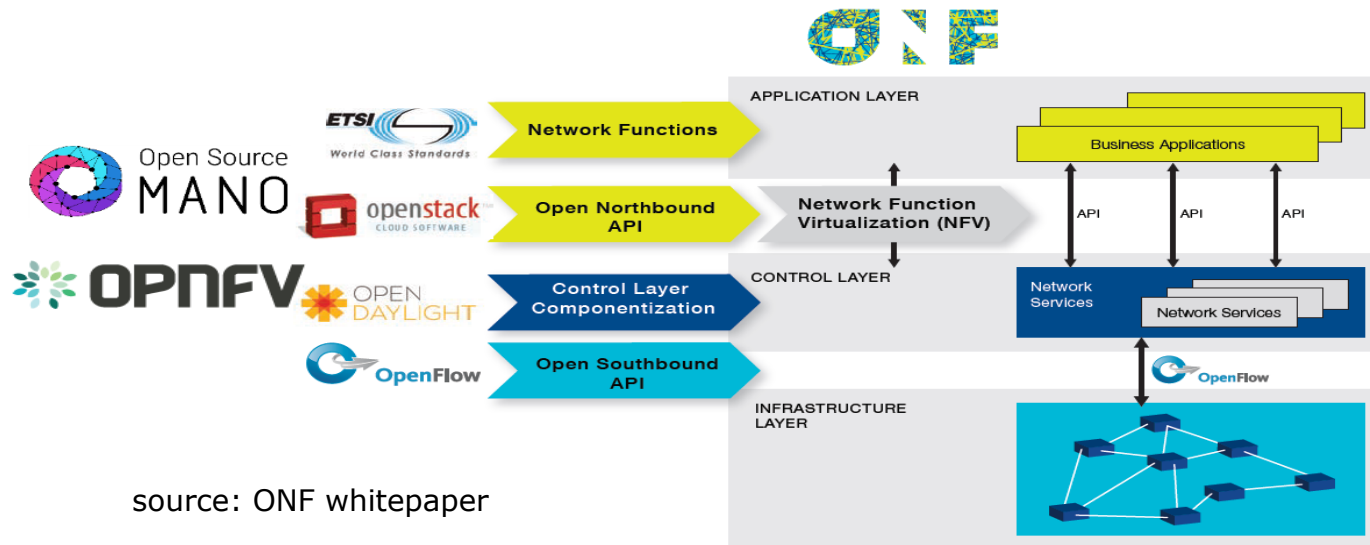 ONF
APPLICATION LAYER
ETSI
World Class Standards
Network Functions
Business Applications
Open Source
MANO
openstack
CLOUD SOFTWARE
Open Northbound
API
Network Function
Virtualization (NFV)
API
API
API
OPNFV
OPEN
DAYLIGHT
Control Layer
Componentization
CONTROL LAYER
Network
Services
Network Services
OpenFlow
Open Southbound
API
OpenFlow
INFRASTRUCTURE
LAYER
source: ONF whitepaper